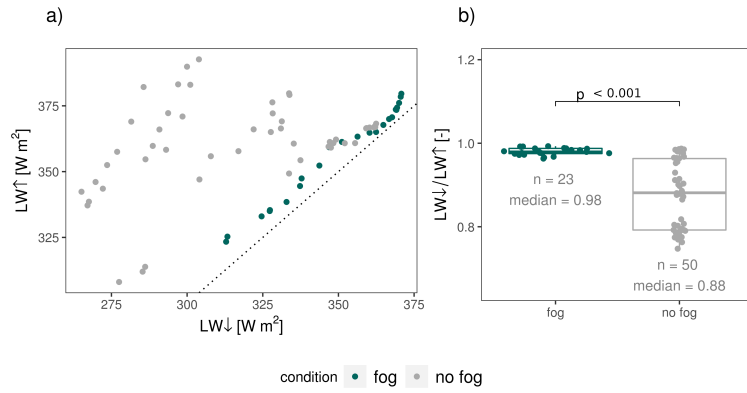 a)
LW↑ [W m²]
375
350
325
275
300
325
350
375
LW↓ [W m²]
b)
LW↓/LW↑ [-]
1.2
1.0
0.8
p < 0.001
n = 23
median = 0.98
n = 50
median = 0.88
fog
no fog
condition
fog
no fog